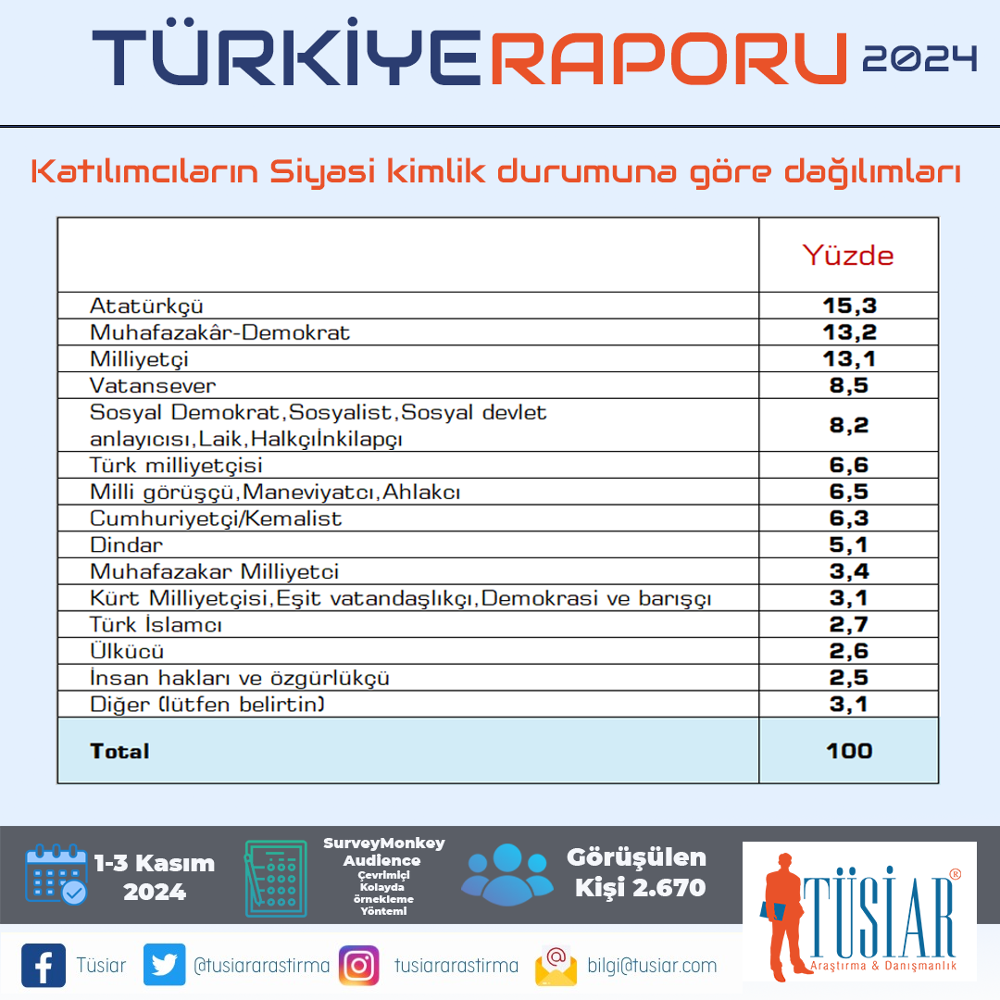 TÜRKİYERAPORU 2024
Katılımcıların Siyasi kimlik durumuna göre dağılımları
Yüzde
Atatürkçü 15,3
Muhafazakâr-Demokrat 13,2
Milliyetçi 13,1
Vatansever 8,5
Sosyal Demokrat,Sosyalist,Sosyal devlet
anlayıcısı,Laik,Halkçıİnkilapçı 8,2
Türk milliyetçisi 6,6
Milli görüşçü,Maneviyatcı,Ahlakcı 6,5
Cumhuriyetçi/Kemalist 6,3
Dindar 5,1
Muhafazakar Milliyetci 3,4
Kürt Milliyetçisi,Eşit vatandaşlıkçı,Demokrasi ve barışçı 3,1
Türk İslamcı 2,7
Ülkücü 2,6
İnsan hakları ve özgürlükçü 2,5
Diğer (lütfen belirtin) 3,1
Total 100
1-3 Kasım
2024
SurveyMonkey
Audience
Çevrimiçi
Kolayda
örnekleme
Yöntemi
Görüşülen
Kişi 2.670
TÜSİAR®
Araştırma & Danışmanlık
Tüsiar
@tusiararastirma
tusiararastirma
bilgi@tusiar.com